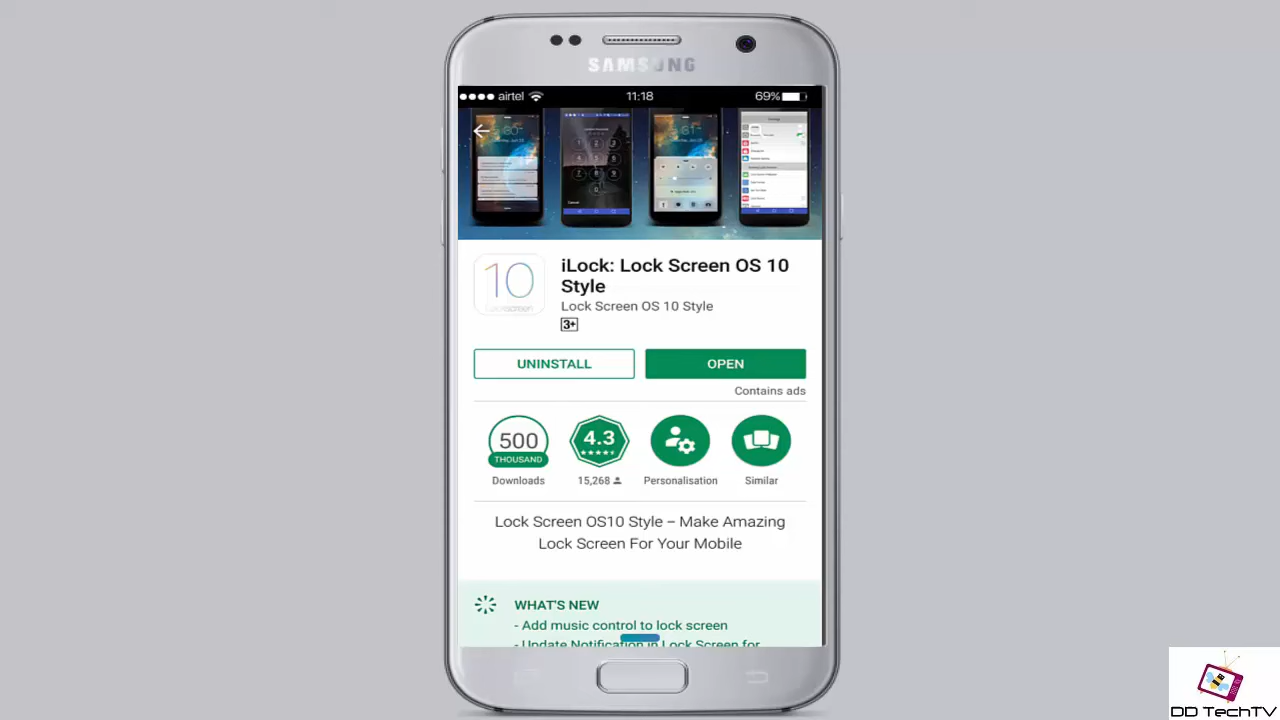 SAMSUNG
airtel 11:18 69%
10
iLock: Lock Screen OS 10
Style
Lock Screen OS 10 Style
3+
UNINSTALL OPEN
Contains ads
500
THOUSAND
4.3
Downloads 15,268 Personalisation Similar
Lock Screen OS10 Style – Make Amazing
Lock Screen For Your Mobile
WHAT'S NEW
- Add music control to lock screen
- Update Notification in Lock Screen for
DD TechTV